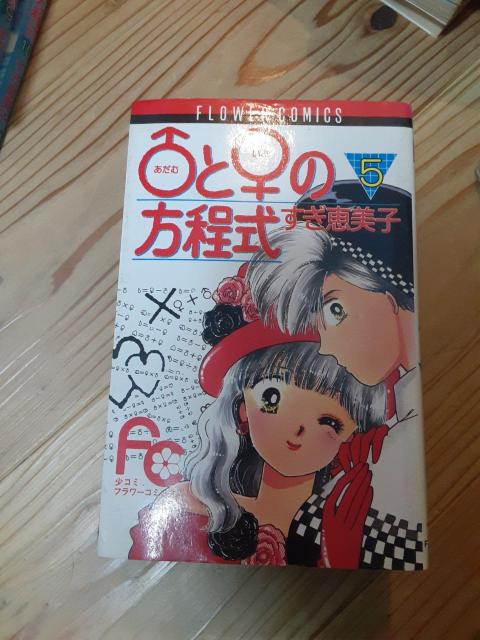 FLOWER COMICS
♂と♀の
あだむ
いぶ
5
方程式
すぎ恵美子
FC
少コミ
フラワーコミックス